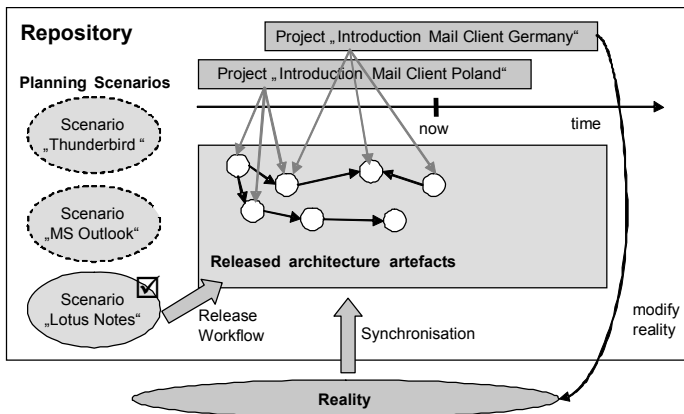 Repository
Project „Introduction Mail Client Germany“
Project „Introduction Mail Client Poland“
Planning Scenarios
now
time
Scenario
„Thunderbird “
Scenario
„MS Outlook“
Scenario
„Lotus Notes“
Released architecture artefacts
Release
Workflow
Synchronisation
modify
reality
Reality